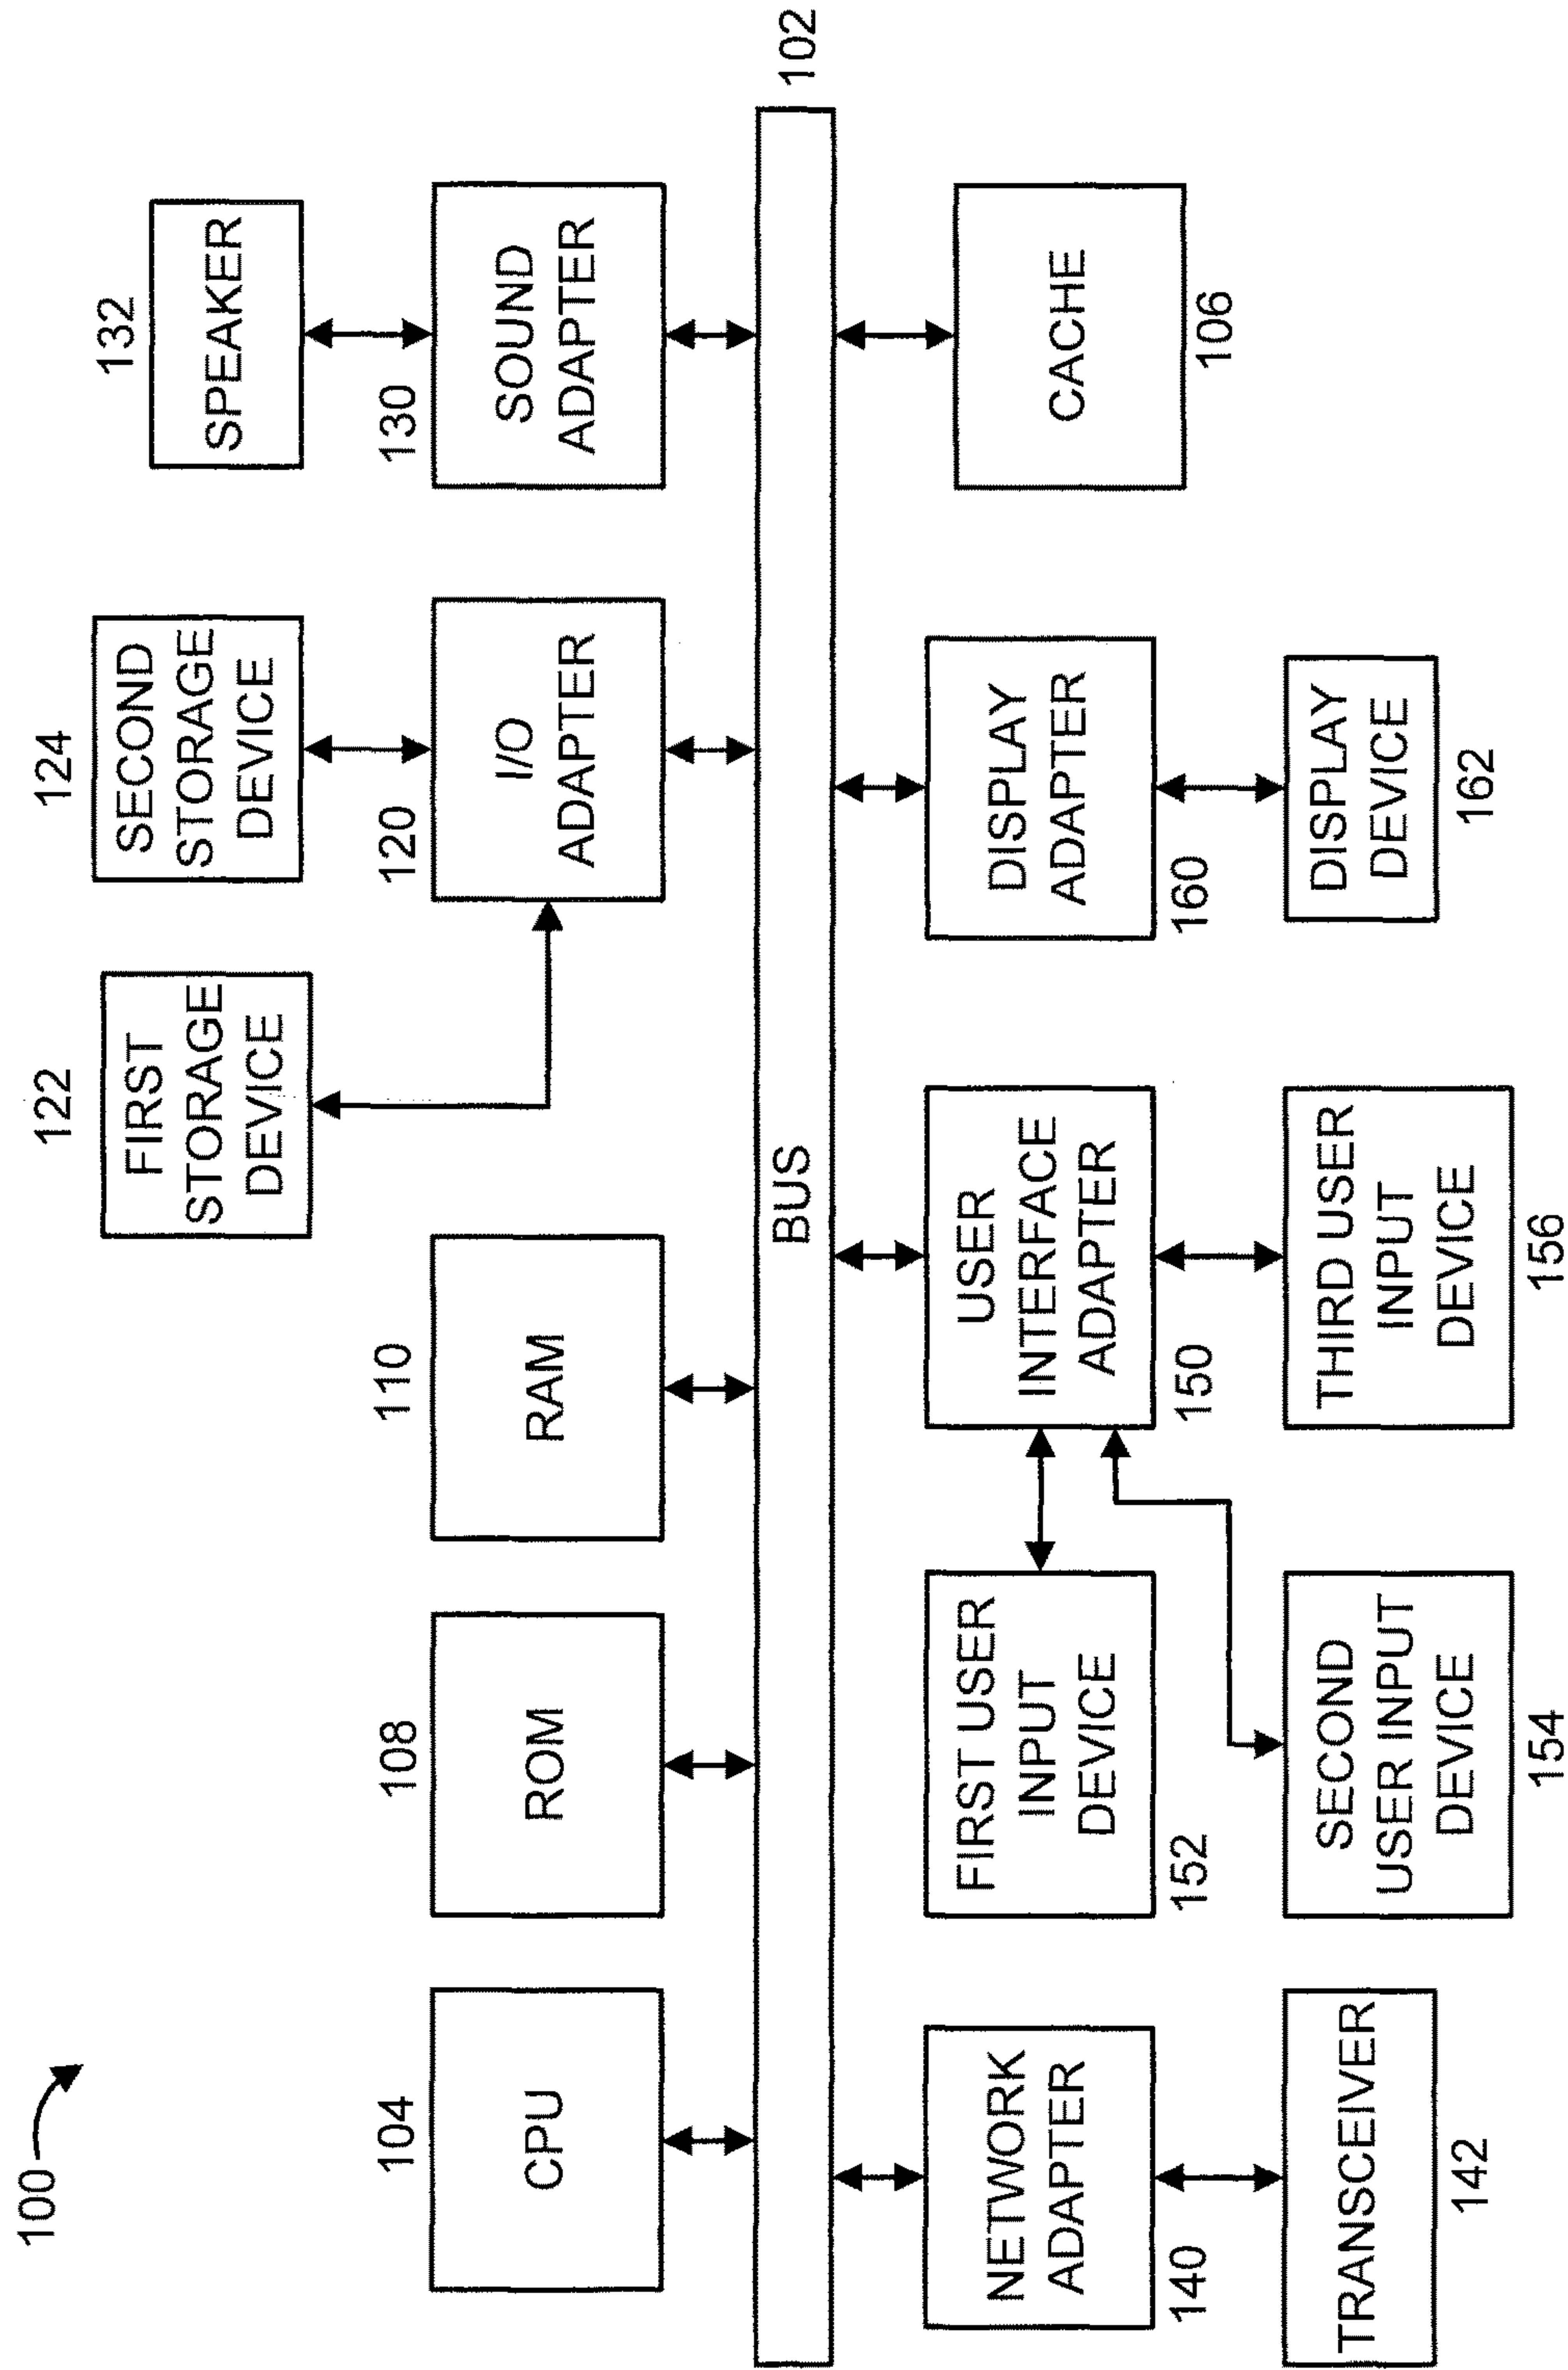 100
104
CPU
108
ROM
110
RAM
122
FIRST
STORAGE
DEVICE
124
SECOND
STORAGE
DEVICE
120
I/O
ADAPTER
132
SPEAKER
130
SOUND
ADAPTER
BUS
102
NETWORK
ADAPTER
140
TRANSCEIVER
142
FIRST USER
INPUT
DEVICE
152
SECOND
USER INPUT
DEVICE
154
USER
INTERFACE
ADAPTER
150
THIRD USER
INPUT
DEVICE
156
DISPLAY
ADAPTER
160
DISPLAY
DEVICE
162
CACHE
106